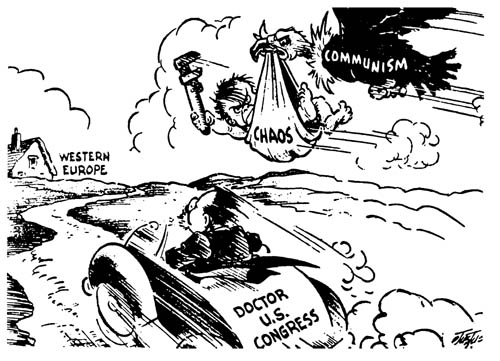 COMMUNISM
CHAOS
WESTERN
EUROPE
DOCTOR
U.S.
CONGRESS